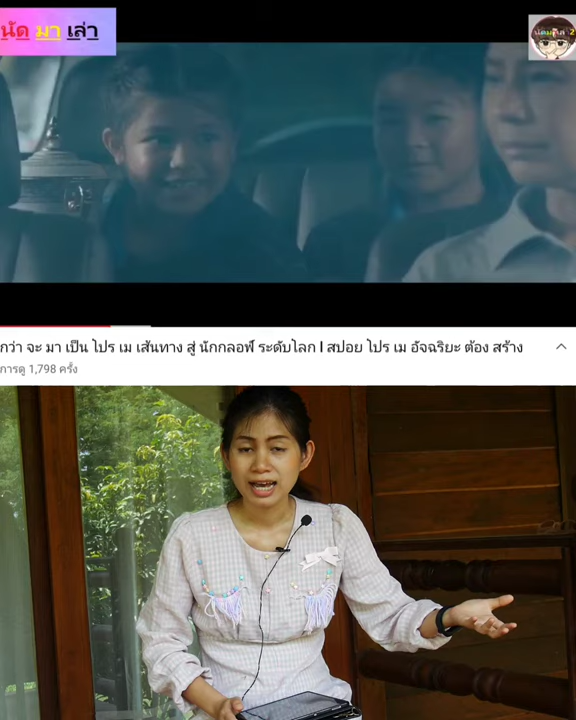 นัด มา เล่า
กว่า จะ มา เป็น โปร เม เส้นทาง สู่ นักกลอฟ์ ระดับโลก l สปอย โปร เม อัจฉริยะ ต้อง สร้าง
การดู 1,798 ครั้ง